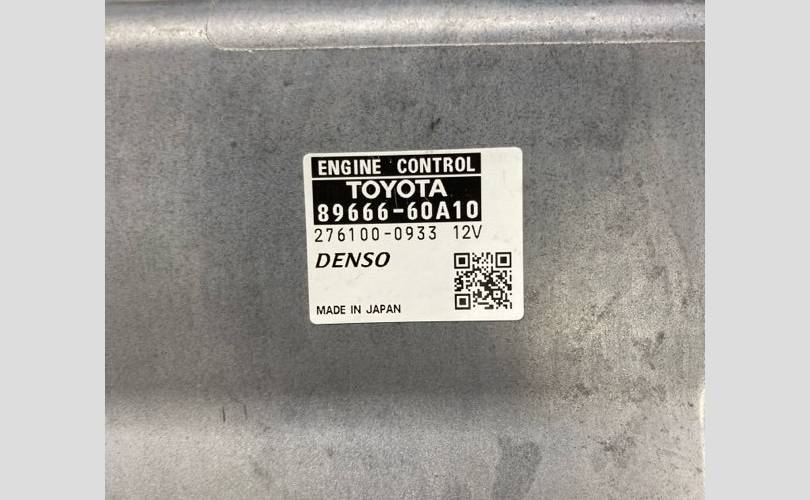 ENGINE CONTROL
TOYOTA
89666-60A10
276100-0933 12V
DENSO
MADE IN JAPAN